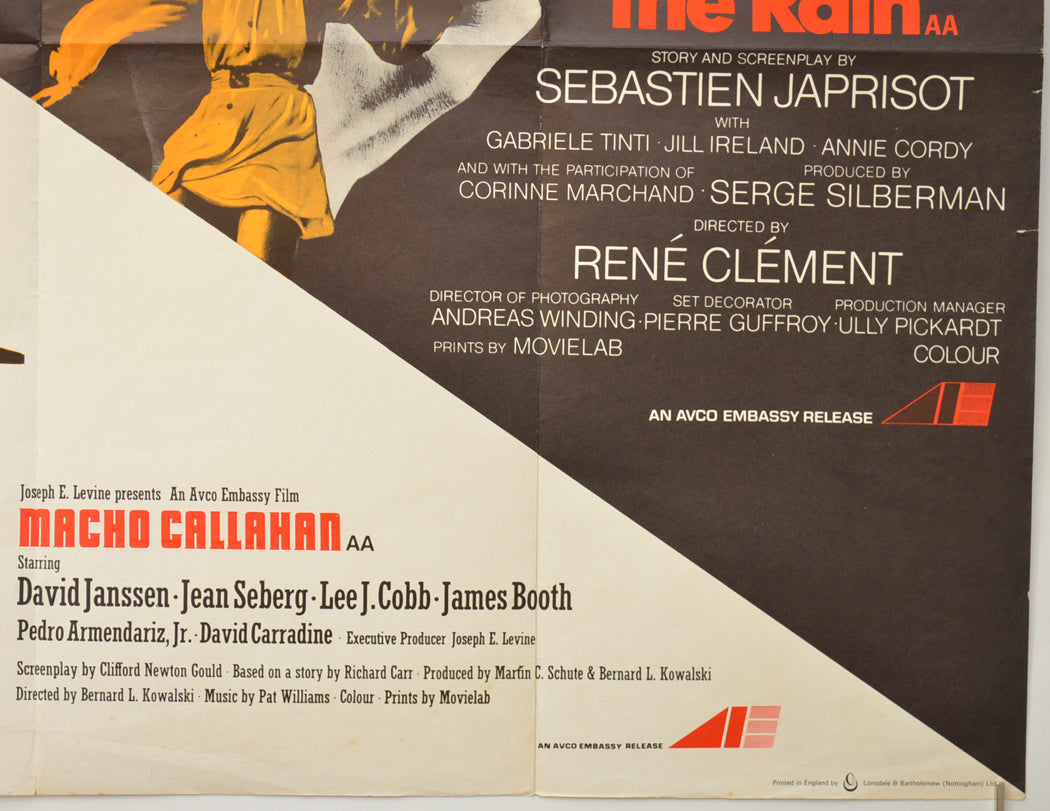 The Rain AA
STORY AND SCREENPLAY BY
SEBASTIEN JAPRISOT
WITH
GABRIELE TINTI · JILL IRELAND · ANNIE CORDY
AND WITH THE PARTICIPATION OF PRODUCED BY
CORINNE MARCHAND · SERGE SILBERMAN
DIRECTED BY
RENÉ CLÉMENT
DIRECTOR OF PHOTOGRAPHY SET DECORATOR PRODUCTION MANAGER
ANDREAS WINDING · PIERRE GUFFROY · ULLY PICKARDT
PRINTS BY MOVIELAB COLOUR
AN AVCO EMBASSY RELEASE
Joseph E. Levine presents An Avco Embassy Film
MACHO CALLAHAN AA
Starring
David Janssen · Jean Seberg · Lee J. Cobb · James Booth
Pedro Armendariz, Jr. · David Carradine · Executive Producer Joseph E. Levine
Screenplay by Clifford Newton Gould · Based on a story by Richard Carr · Produced by Martin C. Schute & Bernard L. Kowalski
Directed by Bernard L. Kowalski · Music by Pat Williams · Colour · Prints by Movielab
AN AVCO EMBASSY RELEASE
Printed in England by Lonsdale & Bartholomew (Nottingham) Ltd.